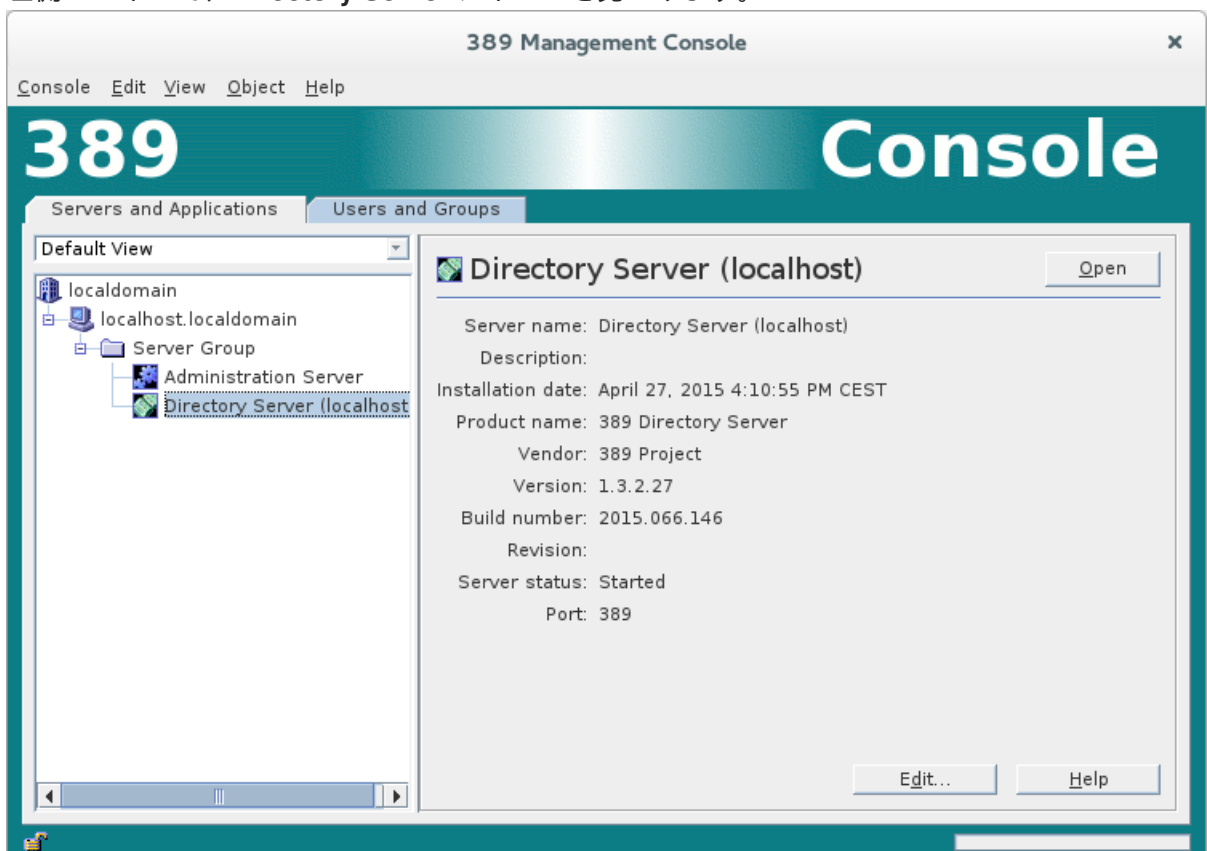 389 Management Console
Console Edit View Object Help
389 Console
Servers and Applications Users and Groups
Default View
localdomain
localhost.localdomain
Server Group
Administration Server
Directory Server (localhost
Directory Server (localhost)
Open
Server name: Directory Server (localhost)
Description:
Installation date: April 27, 2015 4:10:55 PM CEST
Product name: 389 Directory Server
Vendor: 389 Project
Version: 1.3.2.27
Build number: 2015.066.146
Revision:
Server status: Started
Port: 389
Edit... Help